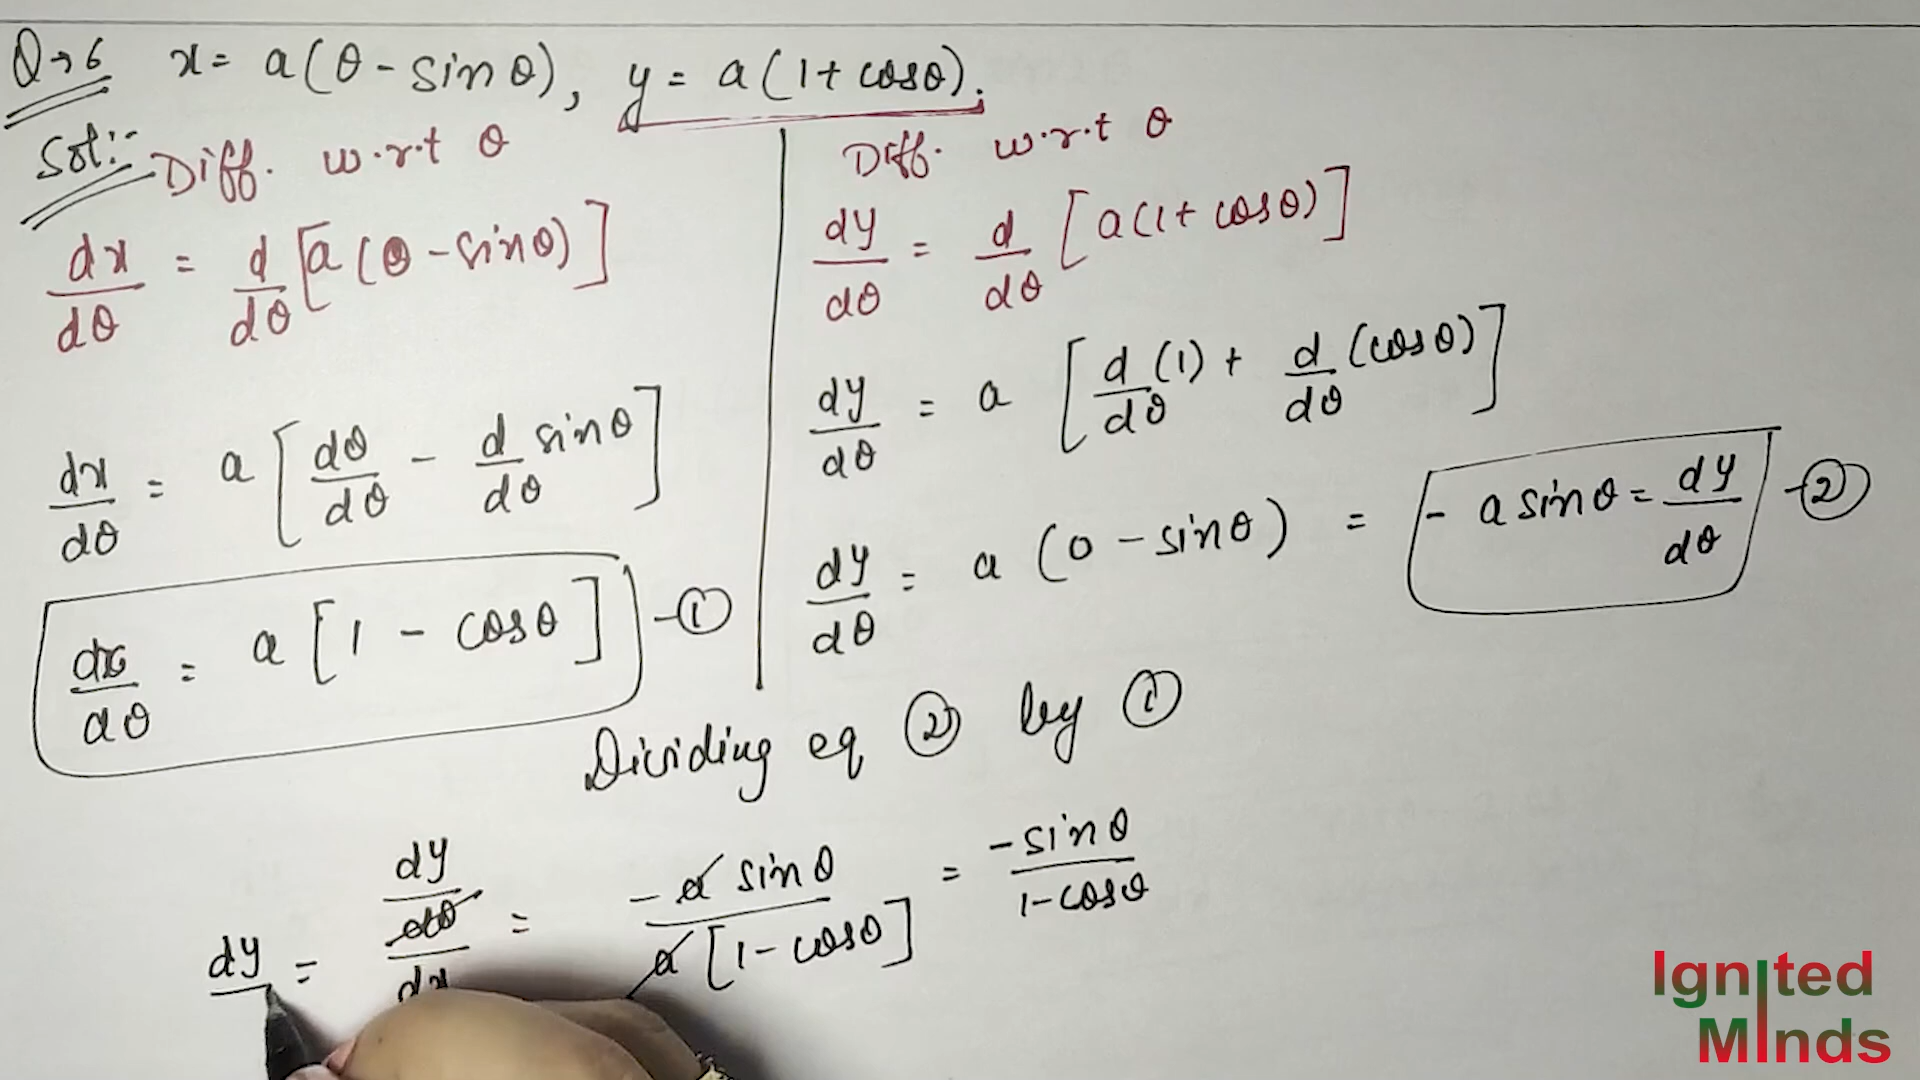 Q→6 x = a(θ - sinθ), y = a(1 + cosθ).
Sol:- Diff. w.r.t θ
dx/dθ = d/dθ [a(θ - sinθ)]
dx/dθ = a [dθ/dθ - d/dθ sinθ]
dx/dθ = a [1 - cosθ] -①
Diff. w.r.t θ
dy/dθ = d/dθ [a(1 + cosθ)]
dy/dθ = a [d/dθ (1) + d/dθ (cosθ)]
dy/dθ = a (0 - sinθ) = - a sinθ = dy/dθ -②
Dividing eq ② by ①
dy = dy/dθ / dx = - a sinθ / a [1 - cosθ] = -sinθ / 1-cosθ
Ignited
Minds